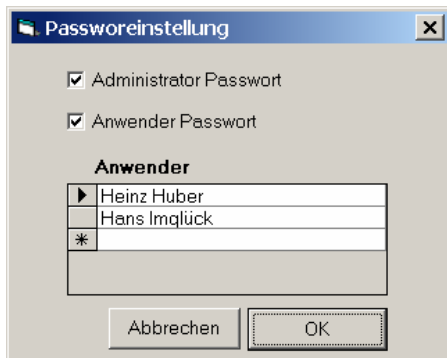 Passworeinstellung
Administrator Passwort
Anwender Passwort
Anwender
Heinz Huber
Hans Imglück
Abbrechen
OK